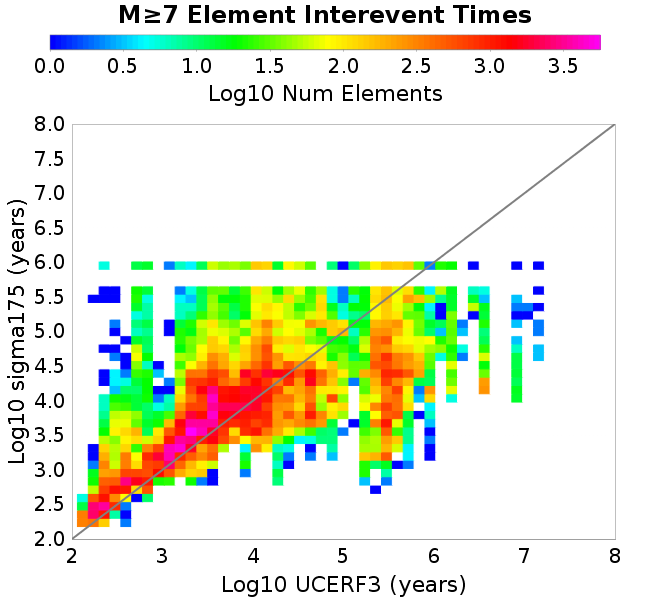 M≥7 Element Interevent Times
0.0 0.5 1.0 1.5 2.0 2.5 3.0 3.5
Log10 Num Elements
8.0
7.5
7.0
6.5
6.0
5.5
5.0
4.5
4.0
3.5
3.0
2.5
2.0
Log10 sigma175 (years)
2 3 4 5 6 7 8
Log10 UCERF3 (years)